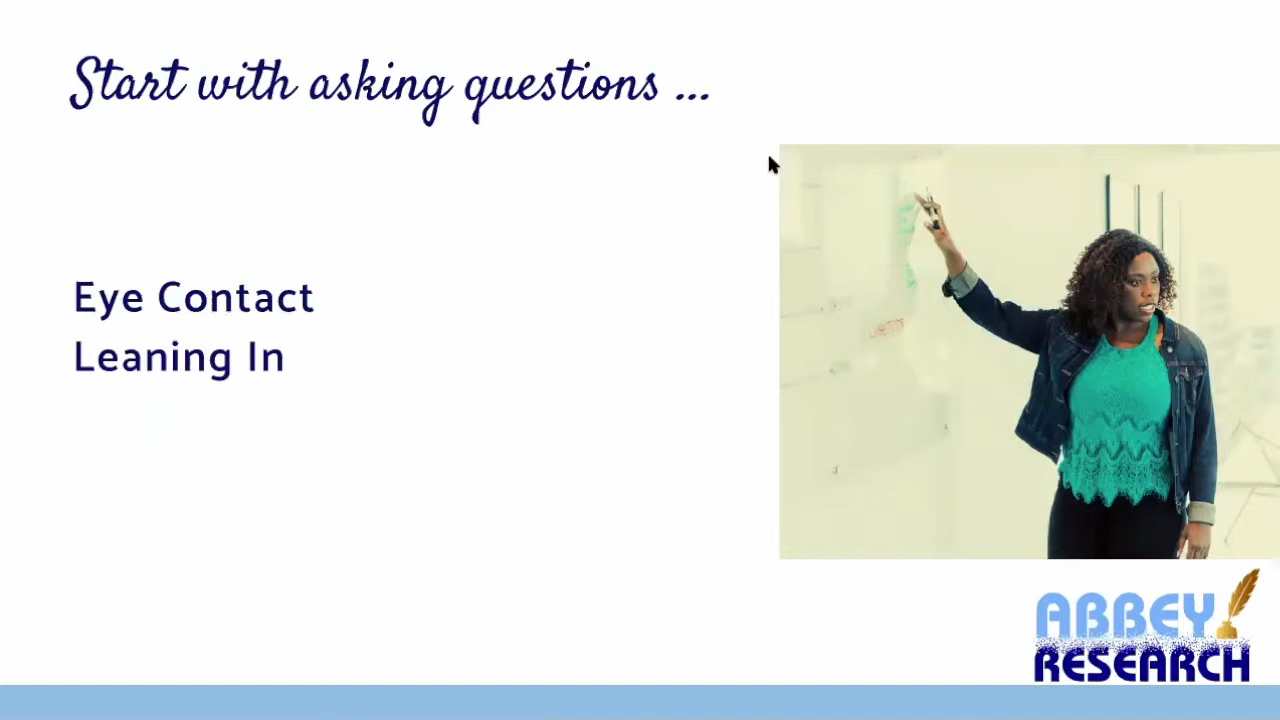 Start with asking questions ...
Eye Contact
Leaning In
ABBEY
RESEARCH